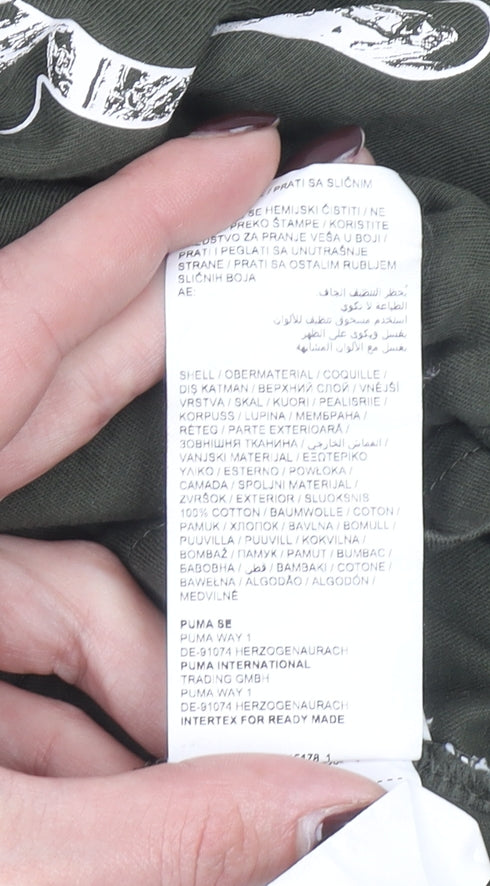 / PRATI SA SLIČNIM
SE HEMIJSKI ČISTITI / NE
PREKO ŠTAMPE / KORISTITE
SREDSTVO ZA PRANJE VEŠA U BOJI /
PRATI I PEGLATI SA UNUTRAŠNJE
STRANE / PRATI SA OSTALIM RUBLJEM
SLIČNIH BOJA
AE: يُحظر التنظيف الجاف
الطباعة لا تكوى
استخدم مسحوق تنظيف للألوان
يغسل ويكوى على الظهر
يغسل مع الألوان المشابهة
SHELL / OBERMATERIAL / COQUILLE /
DIŞ KATMAN / ВЕРХНИЙ СЛОЙ / VNĚJŠÍ
VRSTVA / SKAL / KUORI / PEALISRIIE /
KORPUSS / LUPINA / МЕМБРАНА /
RÉTEG / PARTE EXTERIOARĂ /
ЗОВНІШНЯ ТКАНИНА / القماش الخارجي /
VANJSKI MATERIJAL / ΕΞΩΤΕΡΙΚΟ
ΥΛΙΚΟ / ESTERNO / POWŁOKA /
CAMADA / SPOLJNI MATERIJAL /
ZVRŠOK / EXTERIOR / SLUOKSNIS
100% COTTON / BAUMWOLLE / COTON /
PAMUK / ХЛОПОК / BAVLNA / BOMULL /
PUUVILLA / PUUVILL / KOKVILNA /
BOMBAŽ / ПАМУК / PAMUT / BUMBAC /
БАВОВНА / قطن / ΒΑΜΒΑΚΙ / COTONE /
BAWEŁNA / ALGODÃO / ALGODÓN /
MEDVILNĖ
PUMA SE
PUMA WAY 1
DE-91074 HERZOGENAURACH
PUMA INTERNATIONAL
TRADING GMBH
PUMA WAY 1
DE-91074 HERZOGENAURACH
INTERTEX FOR READY MADE